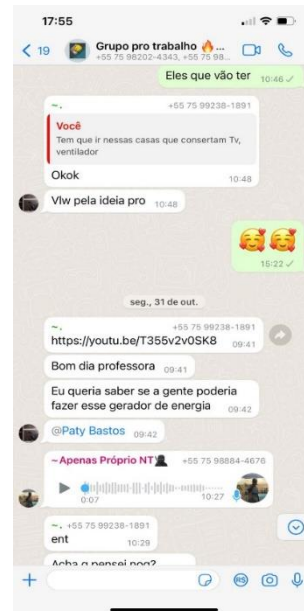 17:55
19
Grupo pro trabalho 🔥...
+55 75 98202-4343, +55 75 98...
Eles que vão ter 10:46
~. +55 75 99238-1891
Você
Tem que ir nessas casas que consertam Tv,
ventilador
Okok 10:48
Vlw pela ideia pro 10:48
🥰🥰
15:22
seg., 31 de out.
~. +55 75 99238-1891
https://youtu.be/T355v2v0SK8 09:41
Bom dia professora 09:41
Eu queria saber se a gente poderia
fazer esse gerador de energia 09:42
@Paty Bastos 09:42
~Apenas Próprio NT +55 75 98884-4676
0:07 10:27
~. +55 75 99238-1891
ent 10:29
Acha q pensei nog?